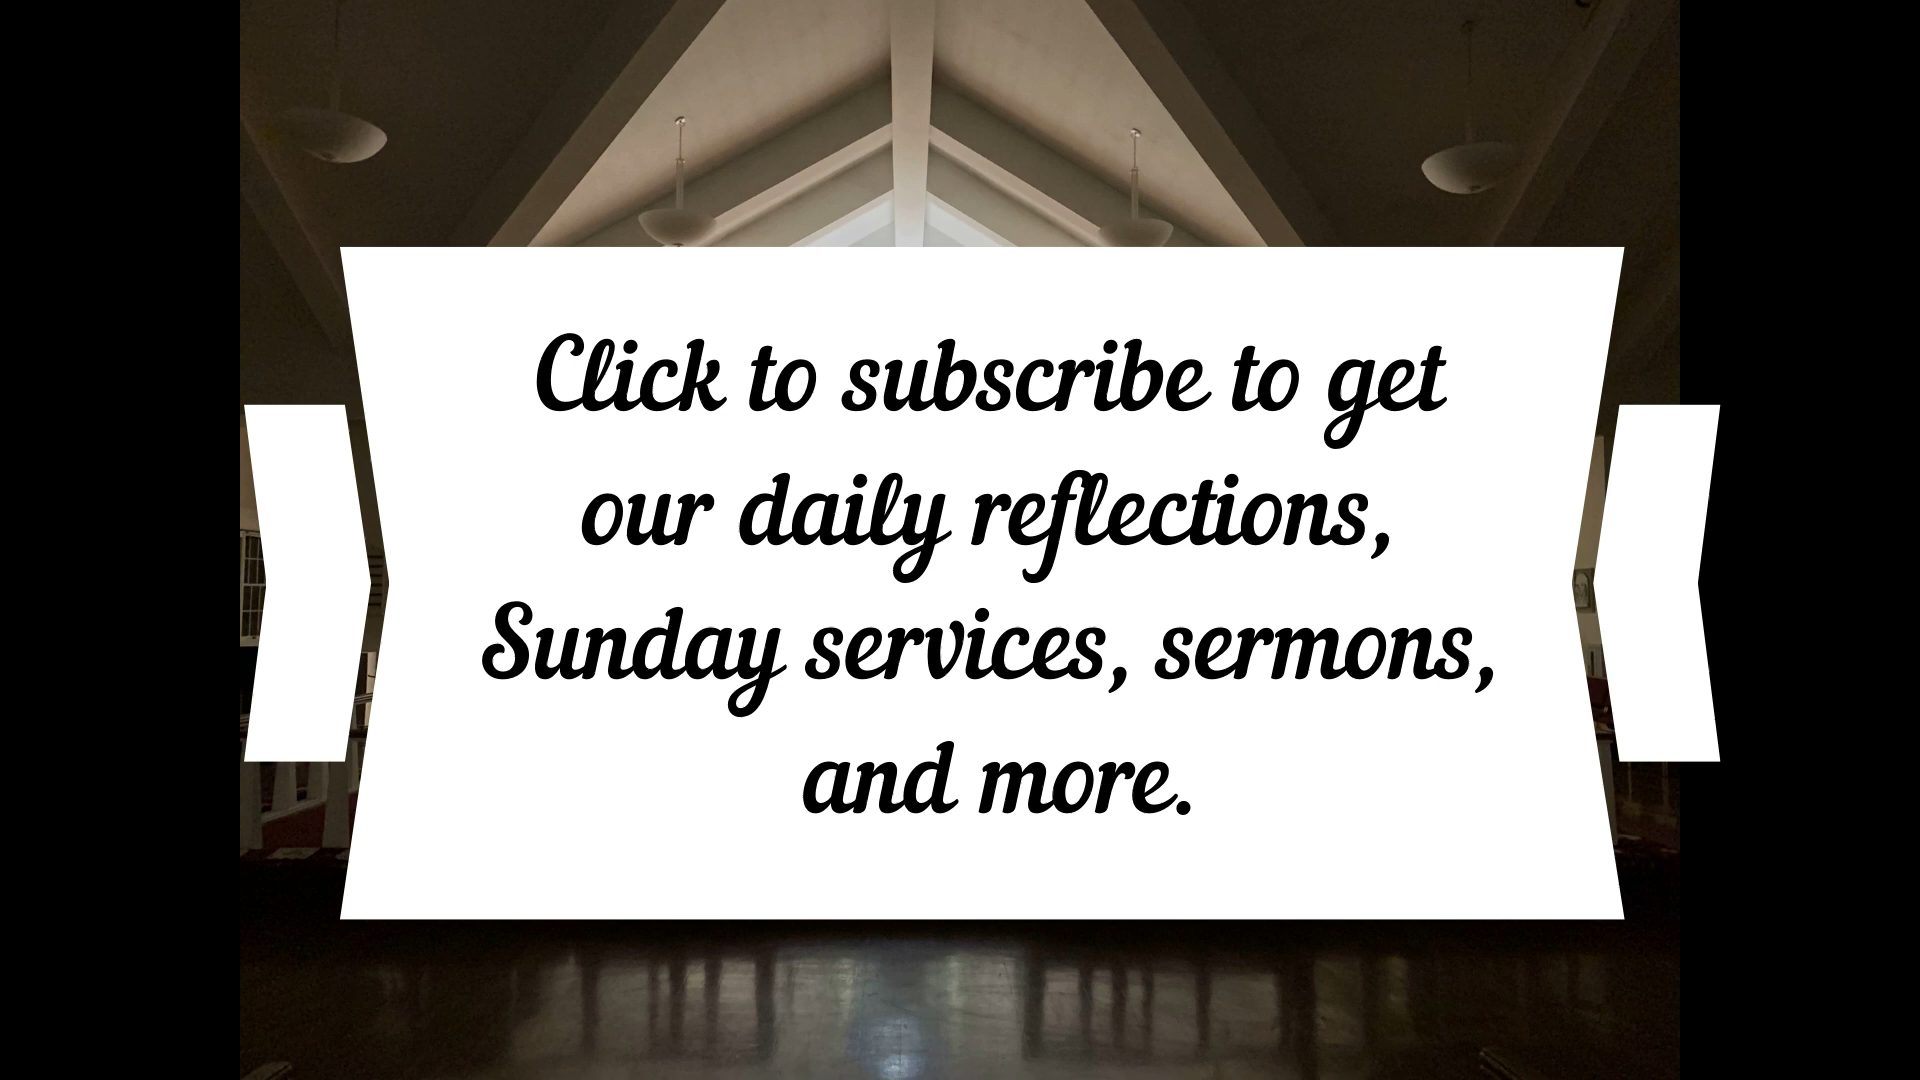 Click to subscribe to get
our daily reflections,
Sunday services, sermons,
and more.